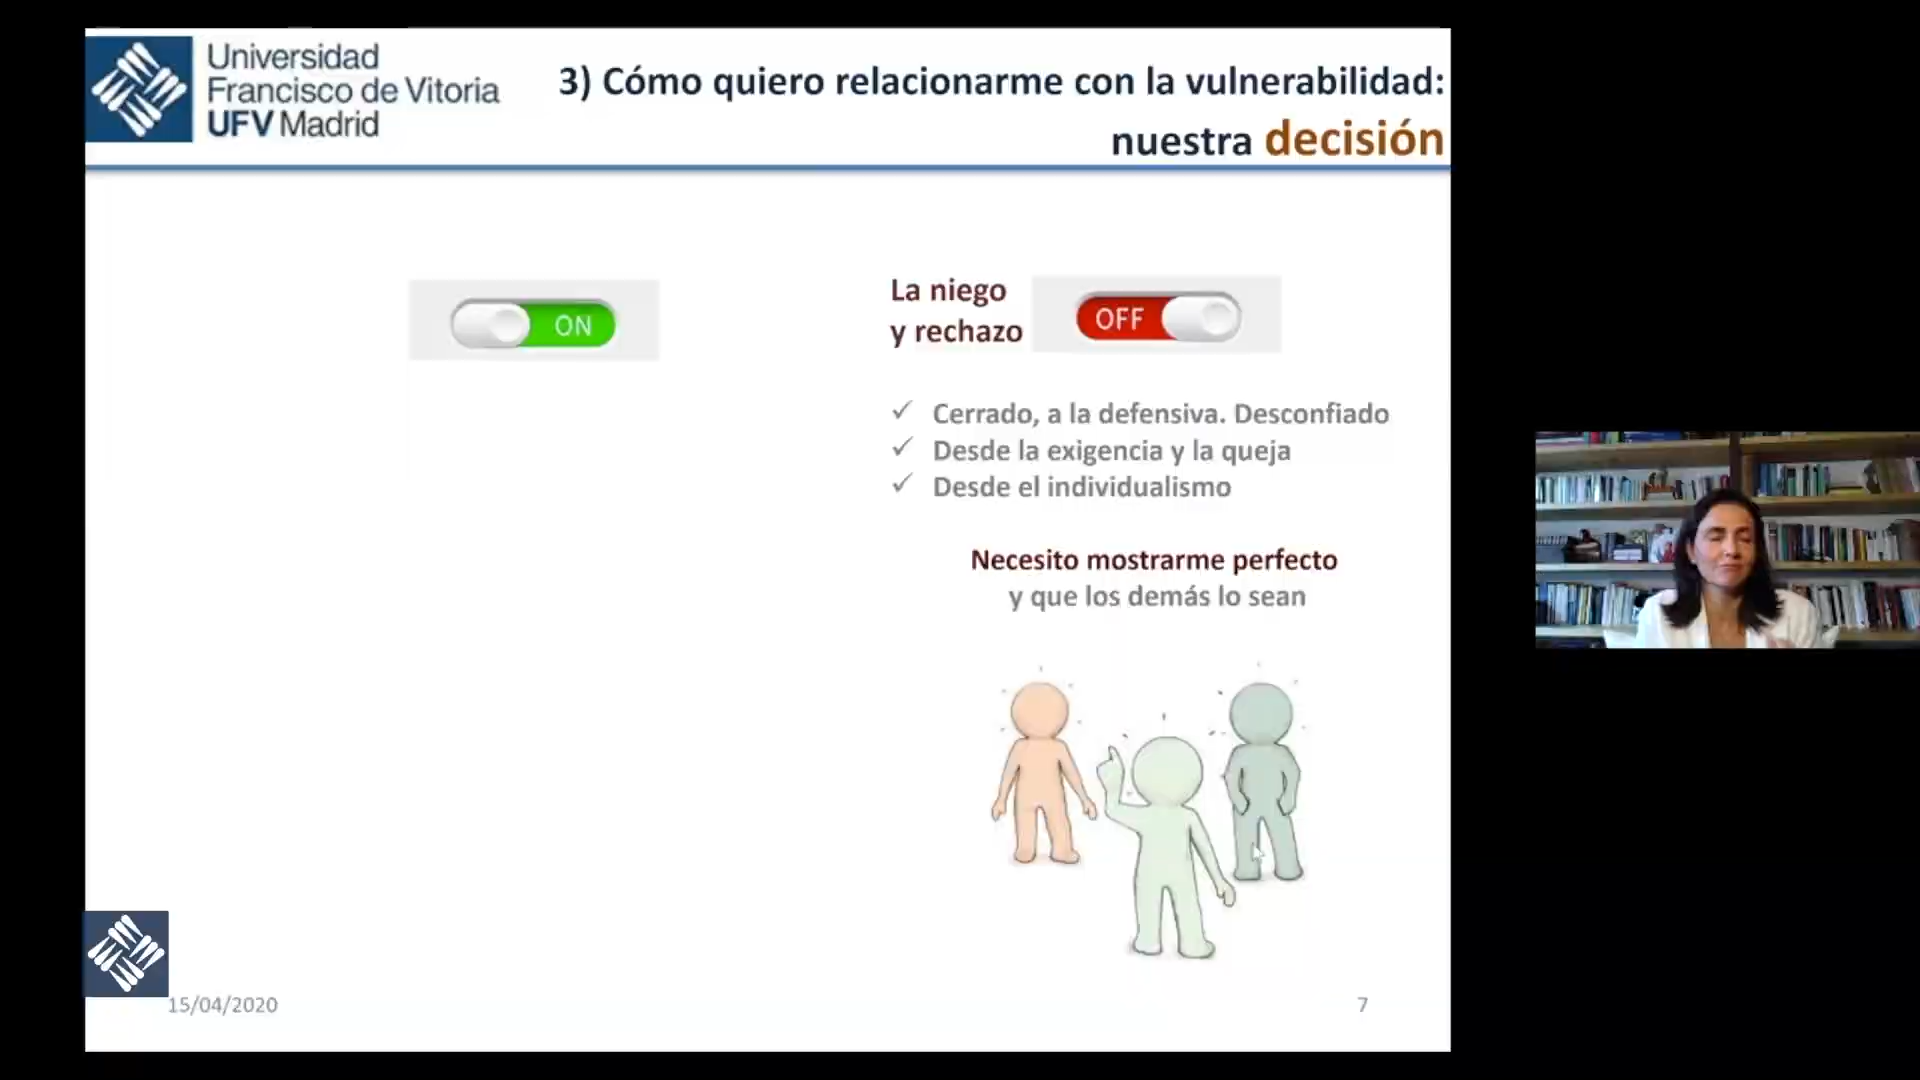 Universidad
Francisco de Vitoria
UFV Madrid
3) Cómo quiero relacionarme con la vulnerabilidad:
nuestra decisión
ON
La niego
y rechazo
OFF
✓ Cerrado, a la defensiva. Desconfiado
✓ Desde la exigencia y la queja
✓ Desde el individualismo
Necesito mostrarme perfecto
y que los demás lo sean
15/04/2020
7